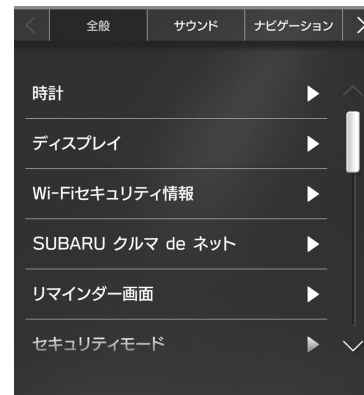 全般
サウンド
ナビゲーション
時計
ディスプレイ
Wi-Fiセキュリティ情報
SUBARU クルマ de ネット
リマインダー画面
セキュリティモード